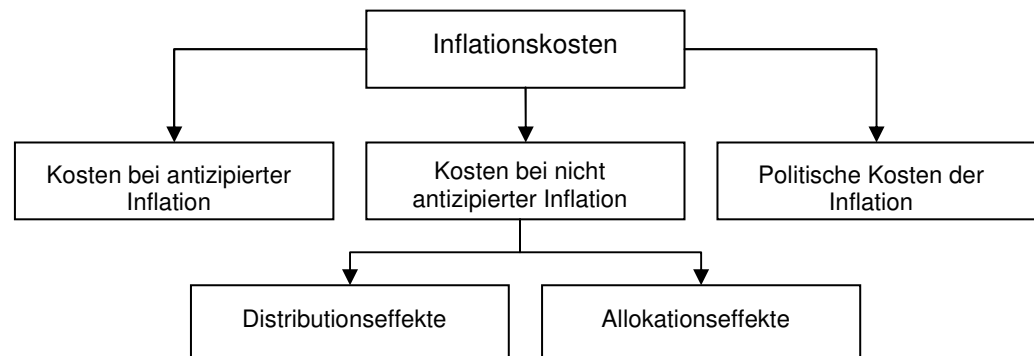 Inflationskosten
Kosten bei antizipierter
Inflation
Kosten bei nicht
antizipierter Inflation
Politische Kosten der
Inflation
Distributionseffekte
Allokationseffekte